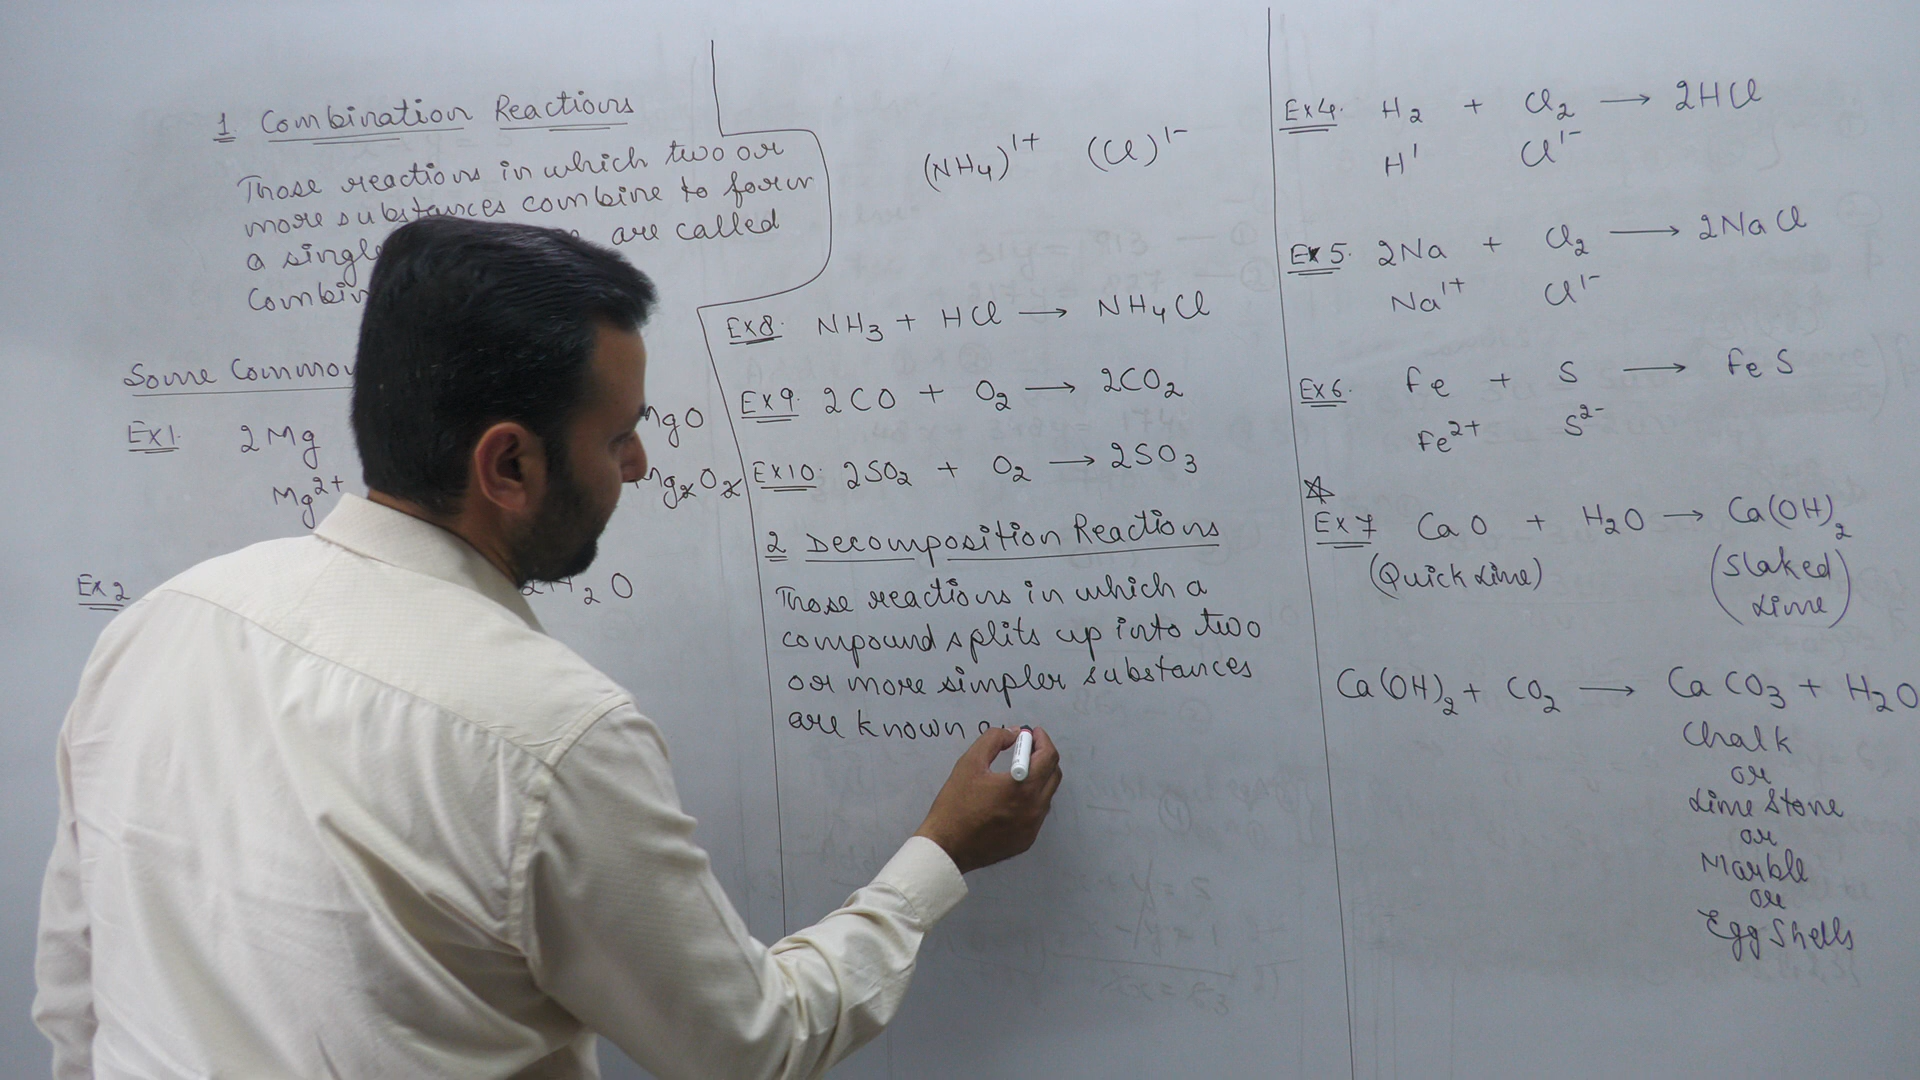 1. Combination Reactions
Those reactions in which two or
more substances combine to form
a single are called
Some Common
Ex1. 2Mg MgO
Mg²⁺ Mg₂O₂
Ex2 2H₂O
(NH₄)¹⁺ (Cl)¹⁻
Ex8. NH₃ + HCl → NH₄Cl
Ex9. 2CO + O₂ → 2CO₂
Ex10. 2SO₂ + O₂ → 2SO₃
2 Decomposition Reactions
Those reactions in which a
compound splits up into two
or more simpler substances
are known
Ex4. H₂ + Cl₂ → 2HCl
H¹ Cl¹⁻
Ex5. 2Na + Cl₂ → 2NaCl
Na¹⁺ Cl¹⁻
Ex6. Fe + S → FeS
Fe²⁺ S²⁻
Ex7 CaO + H₂O → Ca(OH)₂
(Quick Lime) (Slaked
Lime)
Ca(OH)₂ + CO₂ → CaCO₃ + H₂O
Chalk
or
Lime Stone
or
Marble
or
Egg Shells